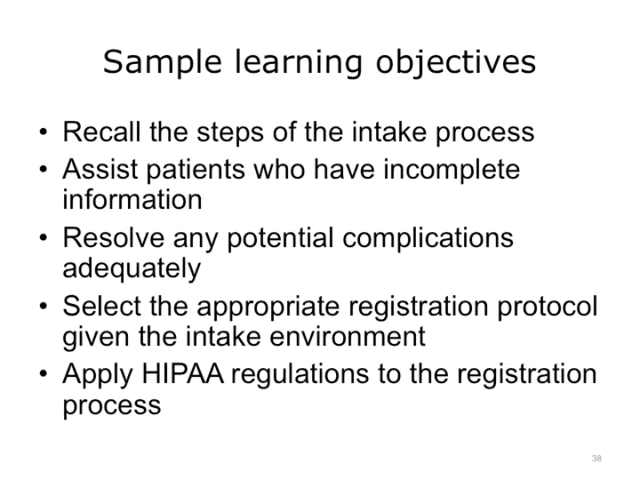 Sample learning objectives
• Recall the steps of the intake process
• Assist patients who have incomplete
information
• Resolve any potential complications
adequately
• Select the appropriate registration protocol
given the intake environment
• Apply HIPAA regulations to the registration
process
38